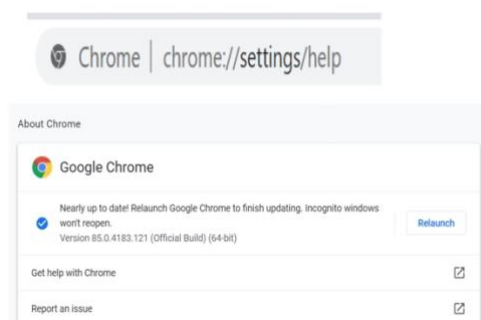 Chrome | chrome://settings/help
About Chrome
Google Chrome
Nearly up to date! Relaunch Google Chrome to finish updating. Incognito windows
won't reopen.
Relaunch
Version 85.0.4183.121 (Official Build) (64-bit)
Get help with Chrome
Report an issue